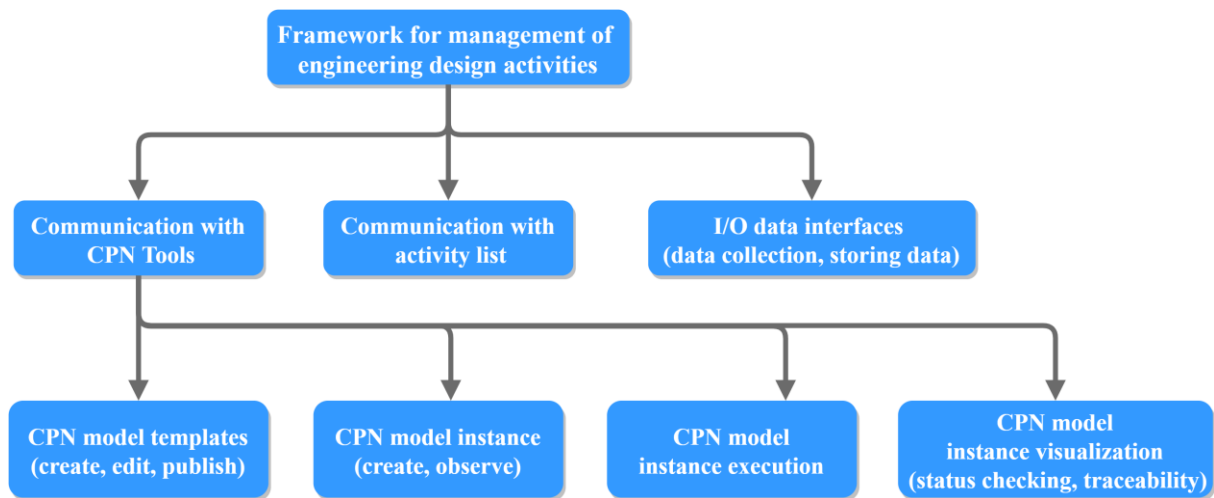 Framework for management of
engineering design activities
Communication with
CPN Tools
Communication with
activity list
I/O data interfaces
(data collection, storing data)
CPN model templates
(create, edit, publish)
CPN model instance
(create, observe)
CPN model
instance execution
CPN model
instance visualization
(status checking, traceability)